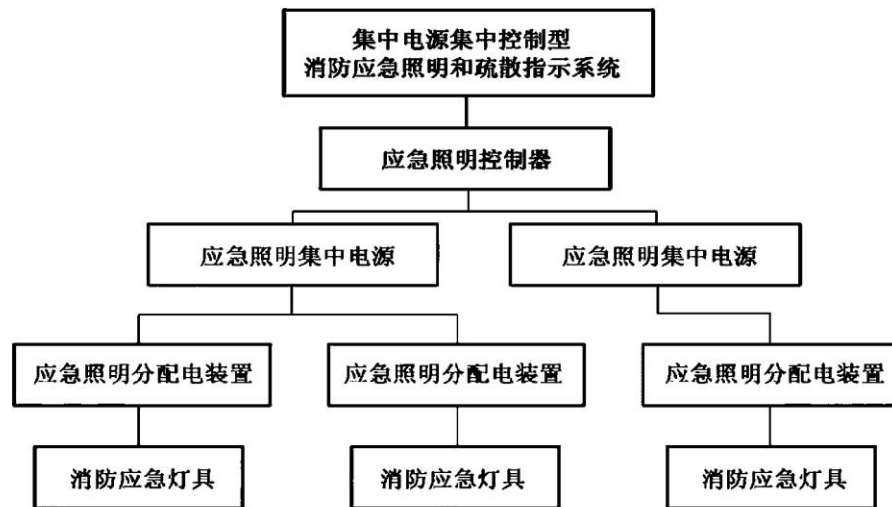 集中电源集中控制型
消防应急照明和疏散指示系统
应急照明控制器
应急照明集中电源
应急照明集中电源
应急照明分配电装置
应急照明分配电装置
应急照明分配电装置
消防应急灯具
消防应急灯具
消防应急灯具